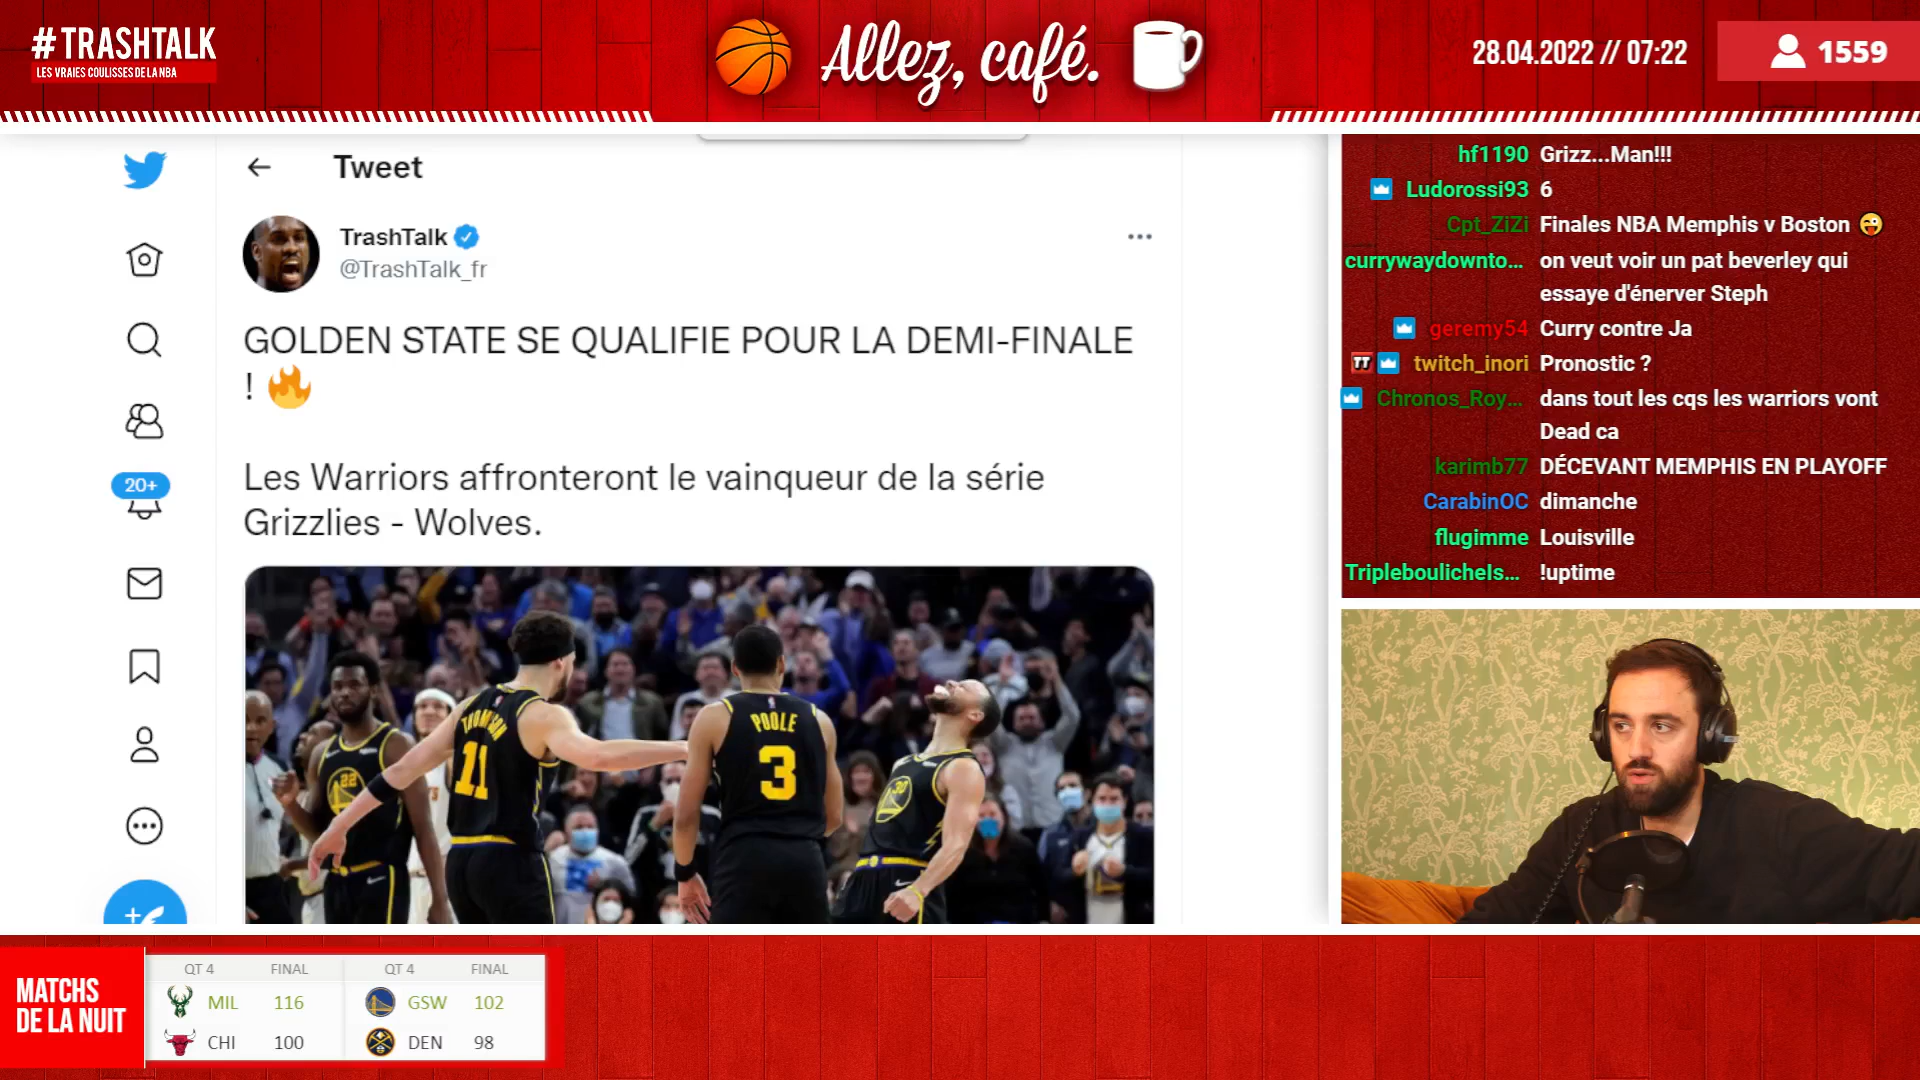 #TRASHTALK
LES VRAIES COULISSES DE LA NBA
Allez, café.
28.04.2022 // 07:22
1559
Tweet
TrashTalk
@TrashTalk_fr
GOLDEN STATE SE QUALIFIE POUR LA DEMI-FINALE
! 🔥
Les Warriors affronteront le vainqueur de la série
Grizzlies - Wolves.
20+
22
THOMPSON
11
POOLE
3
30
hf1190 Grizz...Man!!!
Ludorossi93 6
Cpt_ZiZi Finales NBA Memphis v Boston 😜
currywaydownto... on veut voir un pat beverley qui
essaye d'énerver Steph
geremy54 Curry contre Ja
TT twitch_inori Pronostic ?
Chronos_Roy... dans tout les cqs les warriors vont
Dead ca
karimb77 DÉCEVANT MEMPHIS EN PLAYOFF
CarabinOC dimanche
flugimme Louisville
Tripleboulichels... !uptime
MATCHS
DE LA NUIT
QT 4 FINAL
MIL 116
CHI 100
QT 4 FINAL
GSW 102
DEN 98